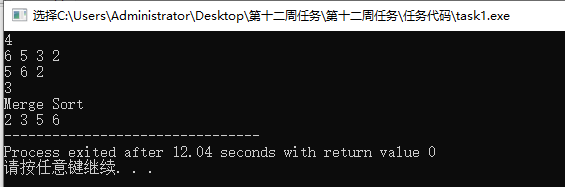 选择C:\Users\Administrator\Desktop\第十二周任务\第十二周任务\任务代码\task1.exe
4
6 5 3 2
5 6 2
3
Merge Sort
2 3 5 6
--------------------------------
Process exited after 12.04 seconds with return value 0
请按任意键继续. . .